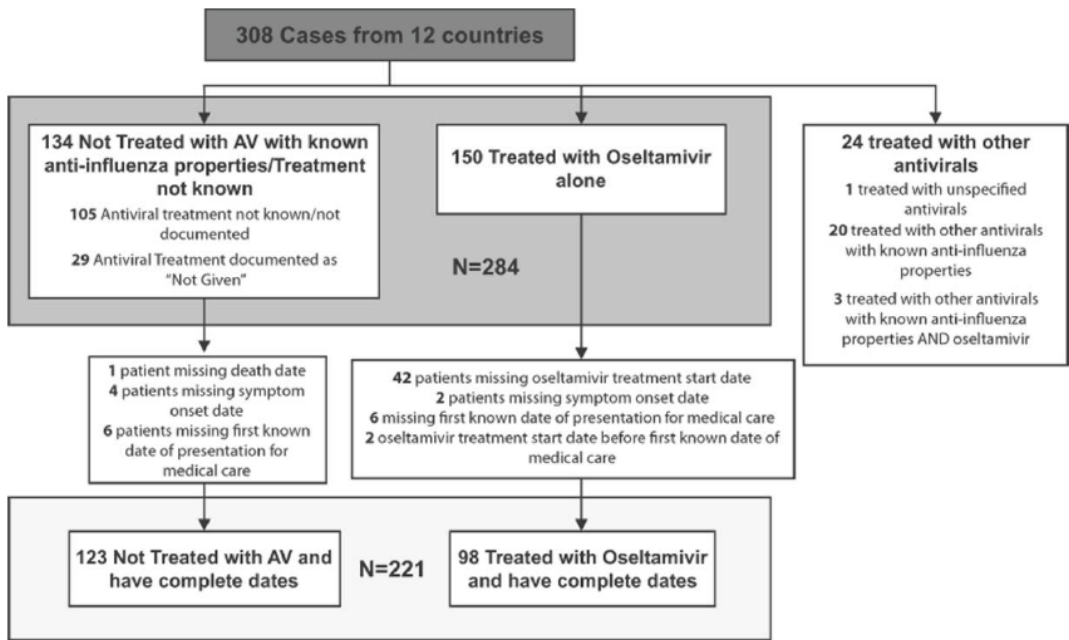 308 Cases from 12 countries
134 Not Treated with AV with known
anti-influenza properties/Treatment
not known
105 Antiviral treatment not known/not
documented
29 Antiviral Treatment documented as
“Not Given”
150 Treated with Oseltamivir
alone
N=284
24 treated with other
antivirals
1 treated with unspecified
antivirals
20 treated with other antivirals
with known anti-influenza
properties
3 treated with other antivirals
with known anti-influenza
properties AND oseltamivir
1 patient missing death date
4 patients missing symptom
onset date
6 patients missing first known
date of presentation for
medical care
42 patients missing oseltamivir treatment start date
2 patients missing symptom onset date
6 missing first known date of presentation for medical care
2 oseltamivir treatment start date before first known date of
medical care
123 Not Treated with AV and
have complete dates
N=221
98 Treated with Oseltamivir
and have complete dates